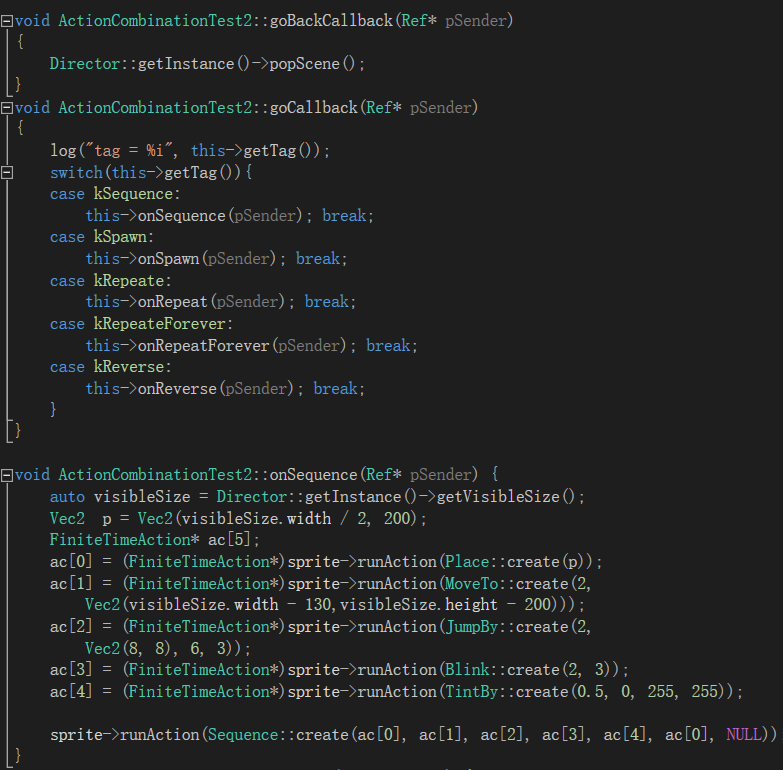 void ActionCombinationTest2::goBackCallback(Ref* pSender)
{
    Director::getInstance()->popScene();
}
void ActionCombinationTest2::goCallback(Ref* pSender)
{
    log("tag = %i", this->getTag());
    switch(this->getTag()){
    case kSequence:
        this->onSequence(pSender); break;
    case kSpawn:
        this->onSpawn(pSender); break;
    case kRepeate:
        this->onRepeat(pSender); break;
    case kRepeateForever:
        this->onRepeatForever(pSender); break;
    case kReverse:
        this->onReverse(pSender); break;
    }
}
void ActionCombinationTest2::onSequence(Ref* pSender) {
    auto visibleSize = Director::getInstance()->getVisibleSize();
    Vec2  p = Vec2(visibleSize.width / 2, 200);
    FiniteTimeAction* ac[5];
    ac[0] = (FiniteTimeAction*)sprite->runAction(Place::create(p));
    ac[1] = (FiniteTimeAction*)sprite->runAction(MoveTo::create(2,
        Vec2(visibleSize.width - 130,visibleSize.height - 200)));
    ac[2] = (FiniteTimeAction*)sprite->runAction(JumpBy::create(2,
        Vec2(8, 8), 6, 3));
    ac[3] = (FiniteTimeAction*)sprite->runAction(Blink::create(2, 3));
    ac[4] = (FiniteTimeAction*)sprite->runAction(TintBy::create(0.5, 0, 255, 255));
    sprite->runAction(Sequence::create(ac[0], ac[1], ac[2], ac[3], ac[4], ac[0], NULL))
}